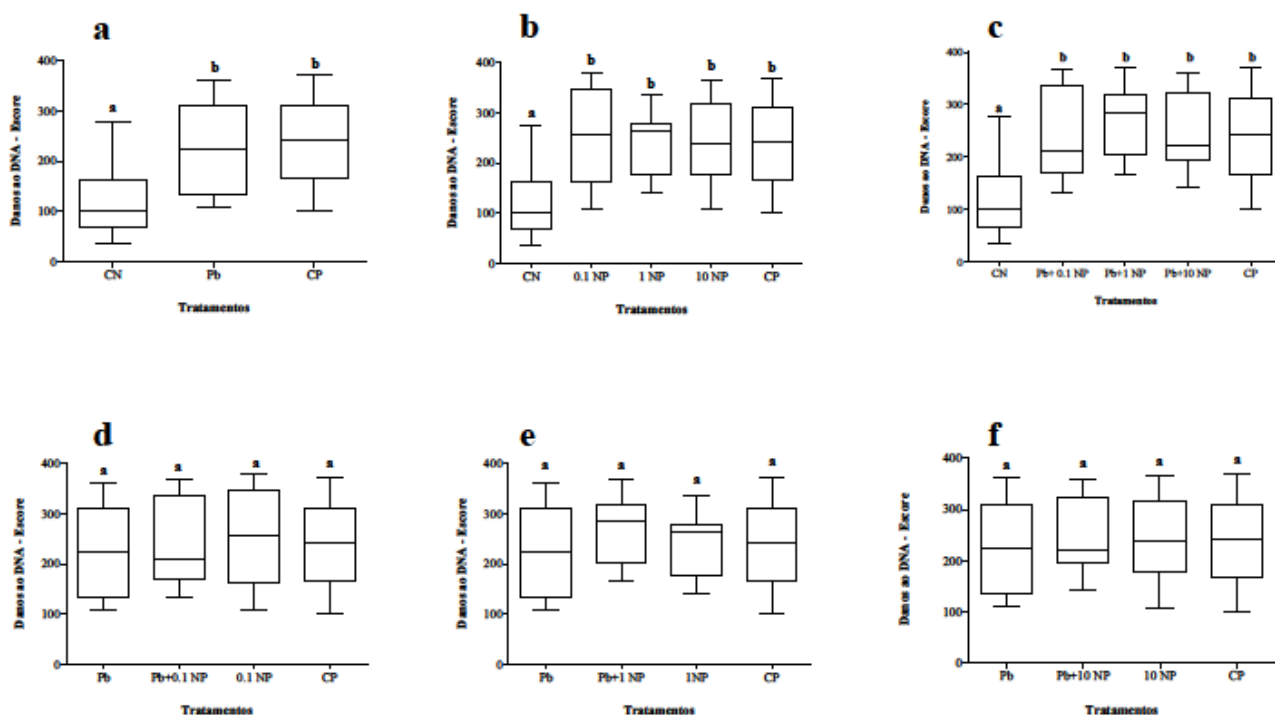 a
Danos ao DNA - Escore
400
300
200
100
0
a b b
CN Pb CP
Tratamentos
b
Danos ao DNA - Escore
400
300
200
100
0
a b b b b
CN 0.1 NP 1 NP 10 NP CP
Tratamentos
c
Danos ao DNA - Escore
400
300
200
100
0
a b b b b
CN Pb+ 0.1 NP Pb+1 NP Pb+10 NP CP
Tratamentos
d
Danos ao DNA - Escore
400
300
200
100
0
a a a a
Pb Pb+0.1 NP 0.1 NP CP
Tratamentos
e
Danos ao DNA - Escore
400
300
200
100
0
a a a a
Pb Pb+1 NP 1NP CP
Tratamentos
f
Danos ao DNA - Escore
400
300
200
100
0
a a a a
Pb Pb+10 NP 10 NP CP
Tratamentos